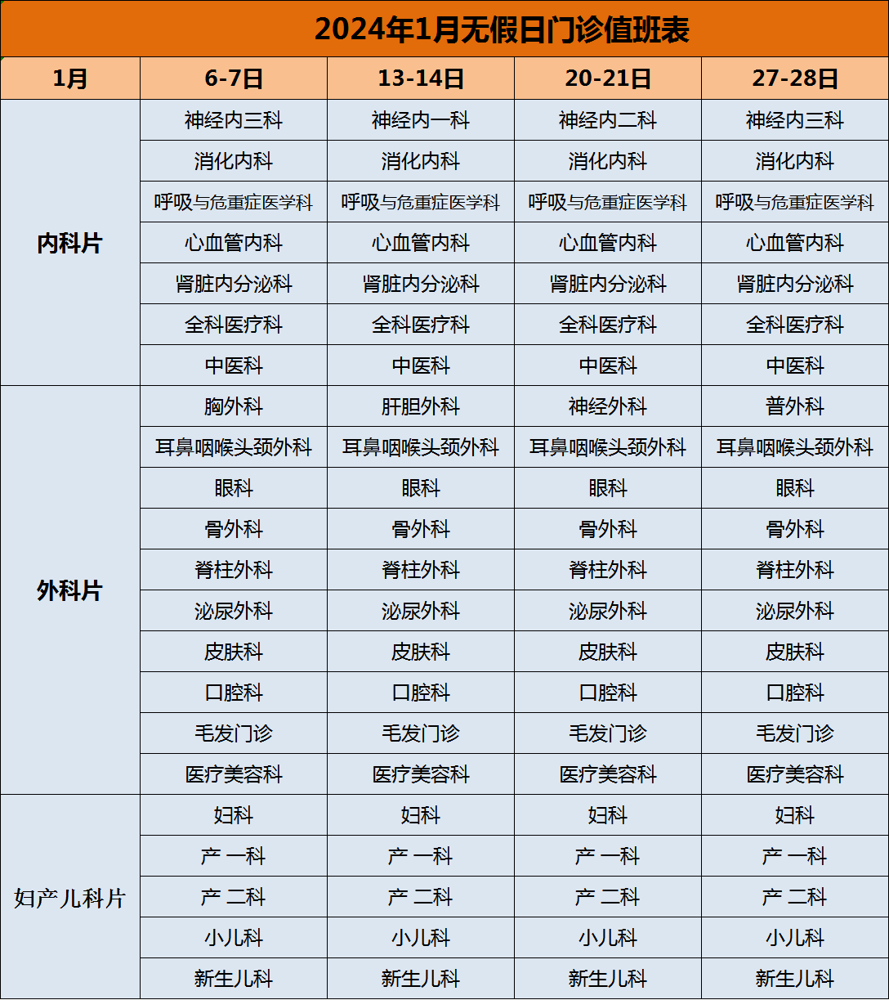 2024年1月无假日门诊值班表
1月 6-7日 13-14日 20-21日 27-28日
内科片
神经内三科 神经内一科 神经内二科 神经内三科
消化内科 消化内科 消化内科 消化内科
呼吸与危重症医学科 呼吸与危重症医学科 呼吸与危重症医学科 呼吸与危重症医学科
心血管内科 心血管内科 心血管内科 心血管内科
肾脏内分泌科 肾脏内分泌科 肾脏内分泌科 肾脏内分泌科
全科医疗科 全科医疗科 全科医疗科 全科医疗科
中医科 中医科 中医科 中医科
外科片
胸外科 肝胆外科 神经外科 普外科
耳鼻咽喉头颈外科 耳鼻咽喉头颈外科 耳鼻咽喉头颈外科 耳鼻咽喉头颈外科
眼科 眼科 眼科 眼科
骨外科 骨外科 骨外科 骨外科
脊柱外科 脊柱外科 脊柱外科 脊柱外科
泌尿外科 泌尿外科 泌尿外科 泌尿外科
皮肤科 皮肤科 皮肤科 皮肤科
口腔科 口腔科 口腔科 口腔科
毛发门诊 毛发门诊 毛发门诊 毛发门诊
医疗美容科 医疗美容科 医疗美容科 医疗美容科
妇产儿科片
妇科 妇科 妇科 妇科
产 一科 产 一科 产 一科 产 一科
产 二科 产 二科 产 二科 产 二科
小儿科 小儿科 小儿科 小儿科
新生儿科 新生儿科 新生儿科 新生儿科